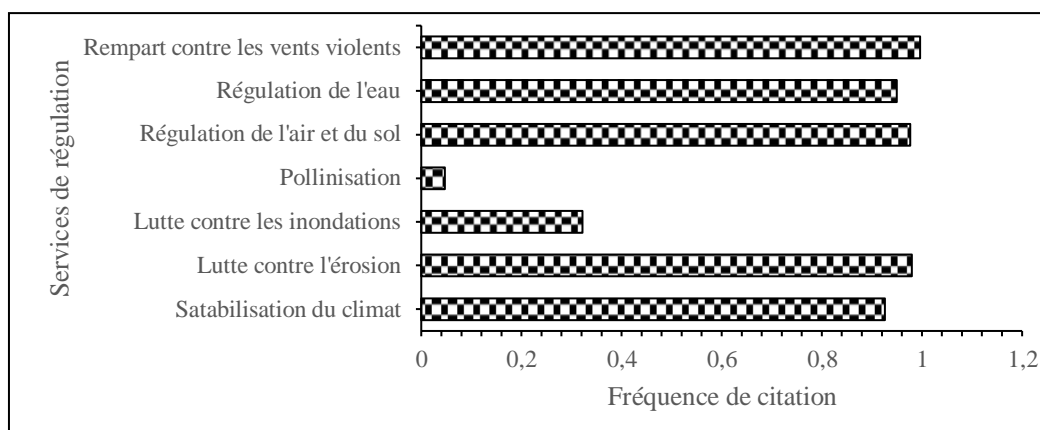 Services de régulation
Rempart contre les vents violents
Régulation de l'eau
Régulation de l'air et du sol
Pollinisation
Lutte contre les inondations
Lutte contre l'érosion
Satabilisation du climat
0 0,2 0,4 0,6 0,8 1 1,2
Fréquence de citation